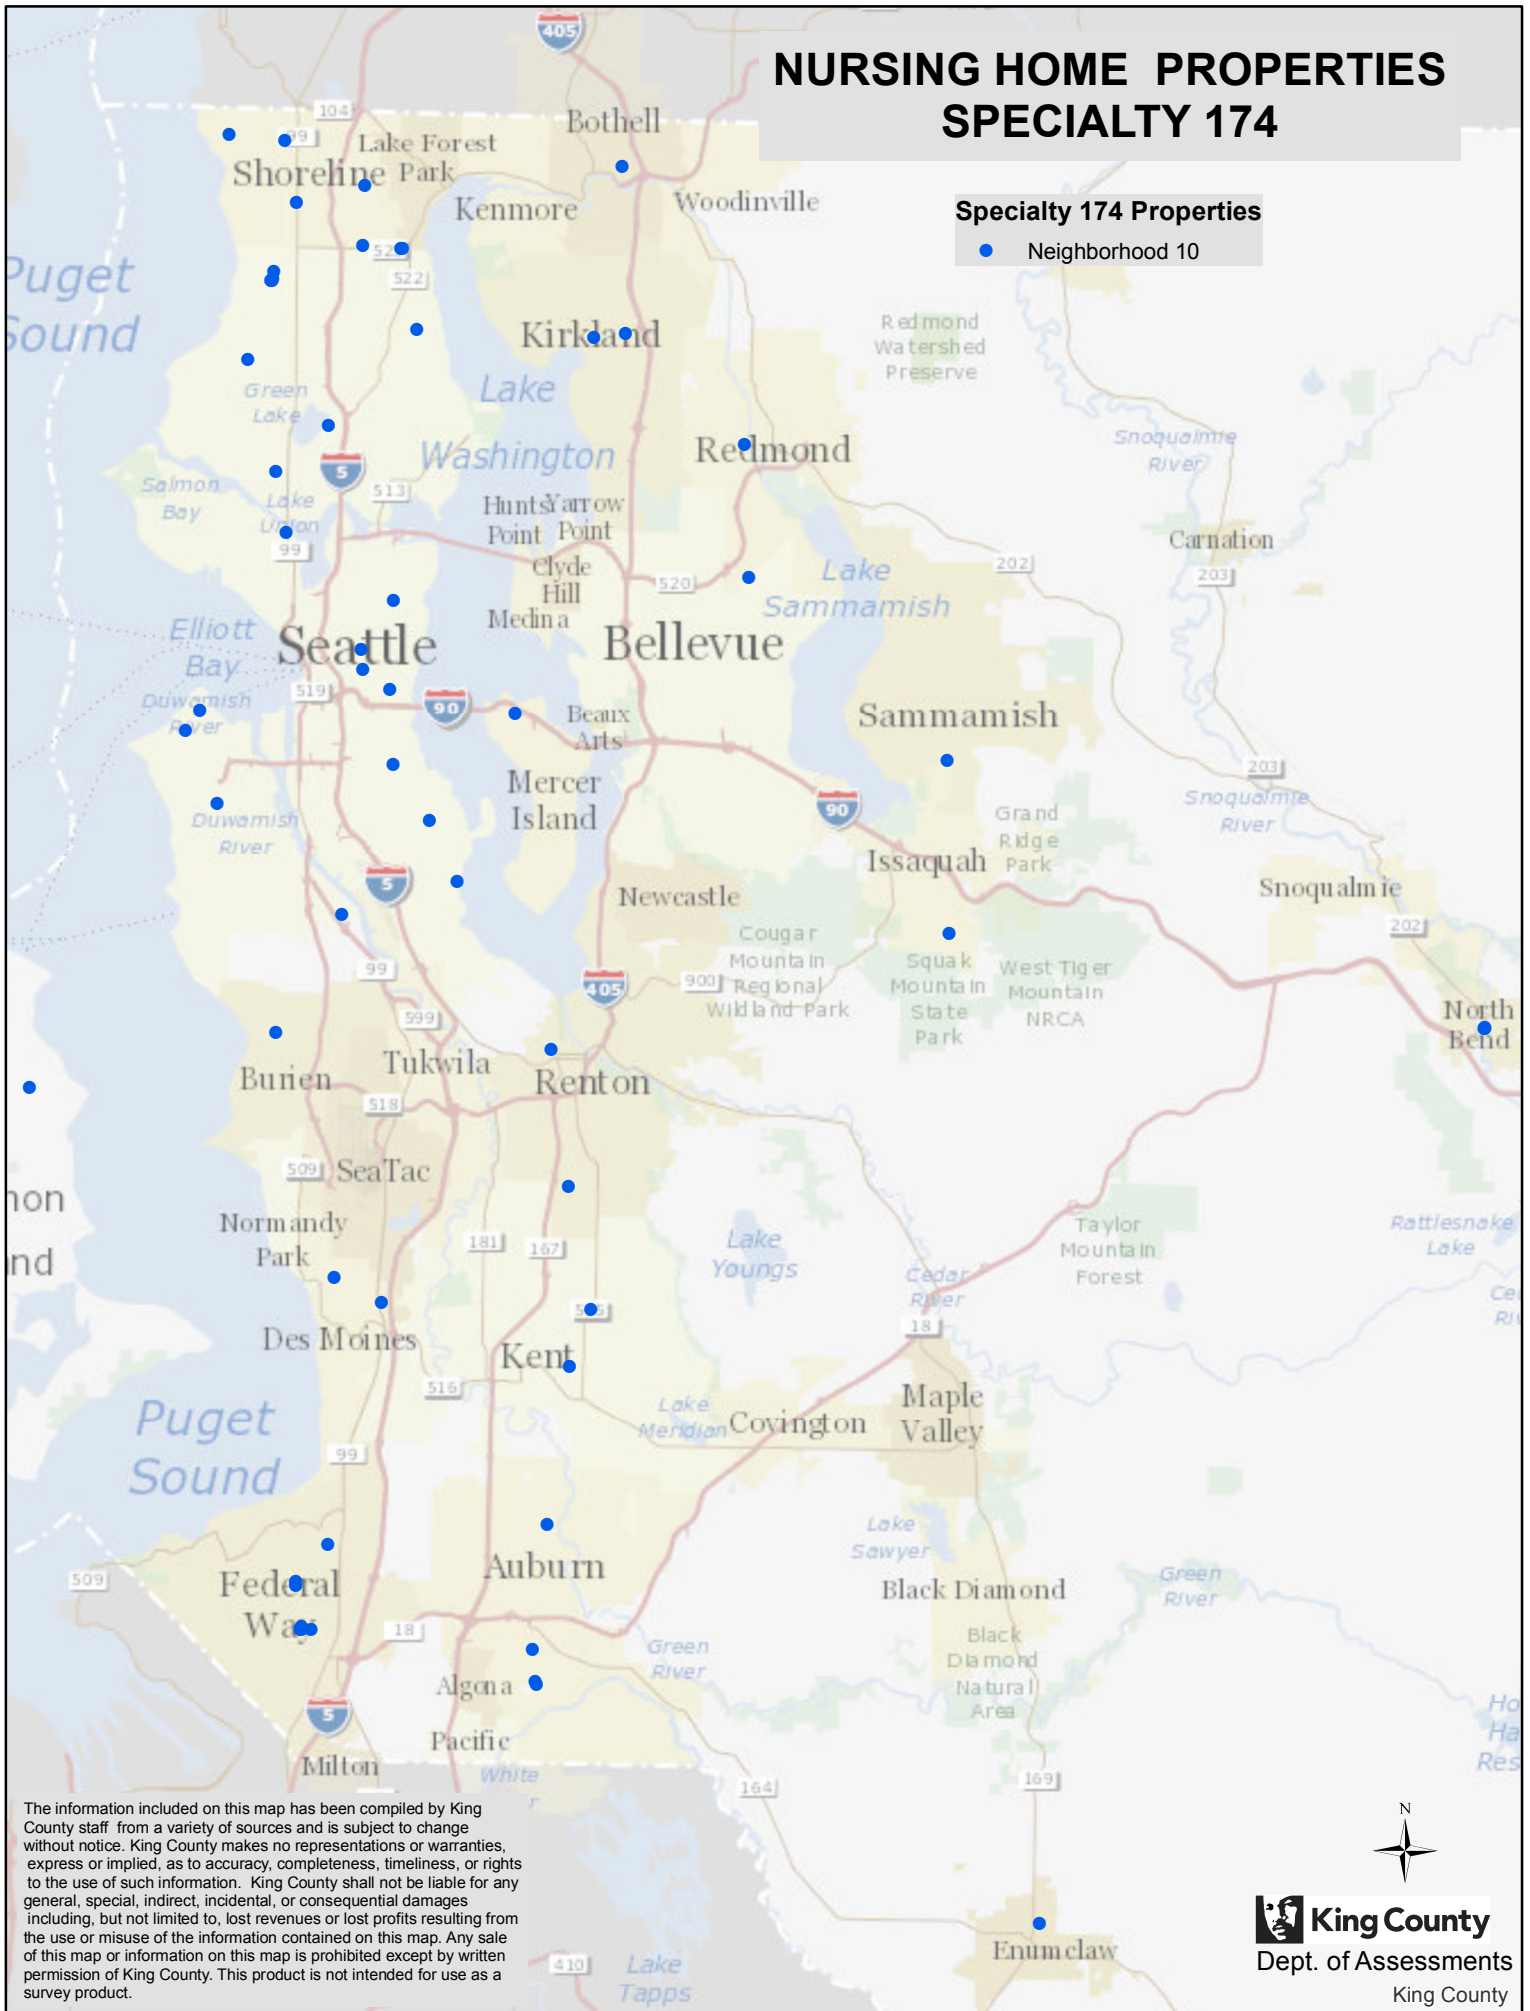 NURSING HOME PROPERTIES
SPECIALTY 174
Specialty 174 Properties
Neighborhood 10
405
104
99
Bothell
Lake Forest
Park
Shoreline
Kenmore
Woodinville
522
Puget
Sound
Kirkland
Redmond
Watershed
Preserve
Green
Lake
Lake
Washington
Redmond
Snoqualmie
River
5
513
Salmon
Bay
Lake
Union
Hunts
Point
Yarrow
Point
99
Clyde
Hill
Medina
520
Lake
Sammamish
202
Carnation
203
Elliott
Bay
Seattle
Bellevue
519
Duwamish
River
90
Beaux
Arts
Sammamish
Mercer
Island
203
Snoqualmie
River
90
Grand
Ridge
Park
Duwamish
River
Issaquah
5
Newcastle
Snoqualmie
202
Cougar
Mountain
Regional
Wildland Park
Squak
Mountain
State
Park
West Tiger
Mountain
NRCA
99
405
900
599
North
Bend
Tukwila
Burien
Renton
518
509
SeaTac
non
nd
Normandy
Park
181
167
Lake
Youngs
Taylor
Mountain
Forest
Rattlesnake
Lake
Cedar
River
18
Des Moines
Kent
516
Lake
Meridian
Covington
Maple
Valley
Puget
Sound
99
Lake
Sawyer
Auburn
509
Federal
Way
Black Diamond
Green
River
18
Black
Diamond
Natural
Area
Green
River
Algona
5
Pacific
Milton
White
164
169
Ho
Ha
Res
The information included on this map has been compiled by King
County staff from a variety of sources and is subject to change
without notice. King County makes no representations or warranties,
express or implied, as to accuracy, completeness, timeliness, or rights
to the use of such information. King County shall not be liable for any
general, special, indirect, incidental, or consequential damages
including, but not limited to, lost revenues or lost profits resulting from
the use or misuse of the information contained on this map. Any sale
of this map or information on this map is prohibited except by written
permission of King County. This product is not intended for use as a
survey product.
410
Lake
Tapps
Enumclaw
N
King County
Dept. of Assessments
King County